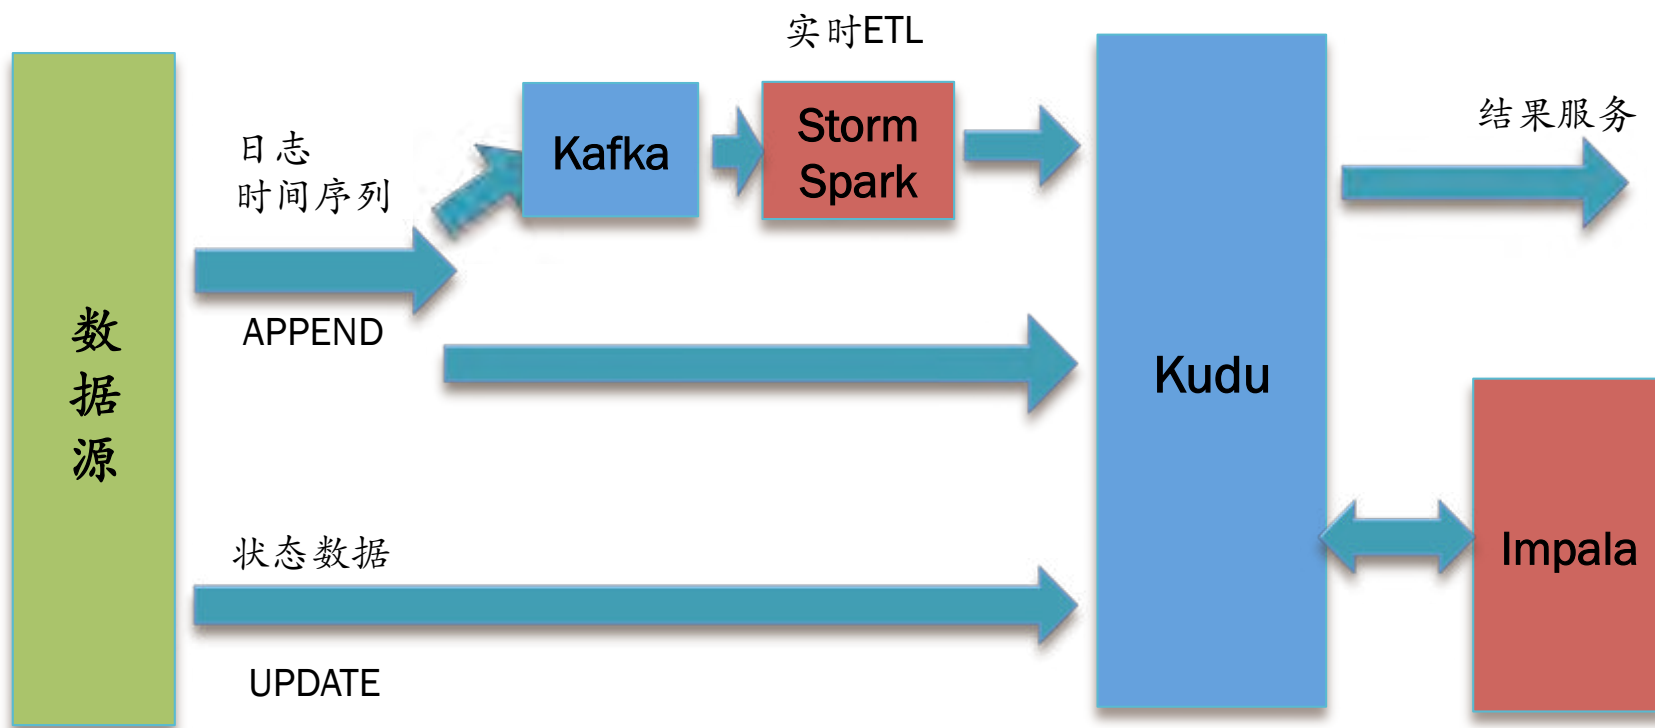 实时ETL
日志
时间序列
Kafka
Storm
Spark
结果服务
APPEND
数
据
源
Kudu
状态数据
Impala
UPDATE